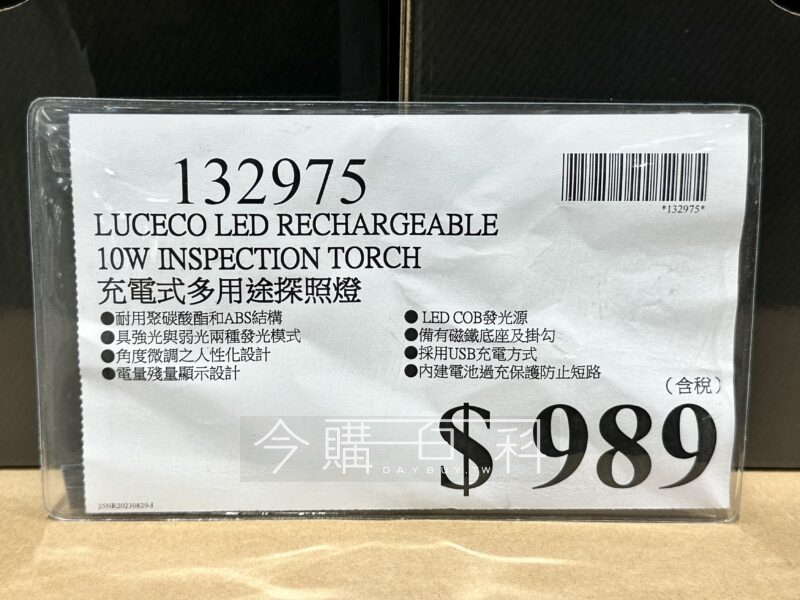 132975
*132975*
LUCECO LED RECHARGEABLE
10W INSPECTION TORCH
充電式多用途探照燈
●耐用聚碳酸酯和ABS結構
●具強光與弱光兩種發光模式
●角度微調之人性化設計
●電量殘量顯示設計
●LED COB發光源
●備有磁鐵底座及掛勾
●採用USB充電方式
●內建電池過充保護防止短路
(含稅)
$ 989
今購百科
DAYBUY.TW
25NR20230829-I